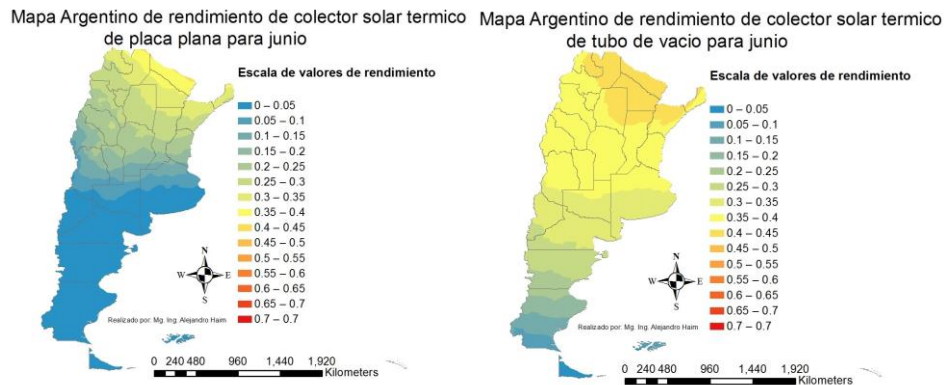 Mapa Argentino de rendimiento de colector solar termico
de placa plana para junio
Escala de valores de rendimiento
0 – 0.05
0.05 – 0.1
0.1 – 0.15
0.15 – 0.2
0.2 – 0.25
0.25 – 0.3
0.3 – 0.35
0.35 – 0.4
0.4 – 0.45
0.45 – 0.5
0.5 – 0.55
0.55 – 0.6
0.6 – 0.65
0.65 – 0.7
0.7 – 0.7
N
W E
S
Realizado por: Mg. Ing. Alejandro Haim
0 240 480 960 1,440 1,920
Kilometers
Mapa Argentino de rendimiento de colector solar termico
de tubo de vacio para junio
Escala de valores de rendimiento
0 – 0.05
0.05 – 0.1
0.1 – 0.15
0.15 – 0.2
0.2 – 0.25
0.25 – 0.3
0.3 – 0.35
0.35 – 0.4
0.4 – 0.45
0.45 – 0.5
0.5 – 0.55
0.55 – 0.6
0.6 – 0.65
0.65 – 0.7
0.7 – 0.7
N
W E
S
Realizado por: Mg. Ing. Alejandro Haim
0 240 480 960 1,440 1,920
Kilometers